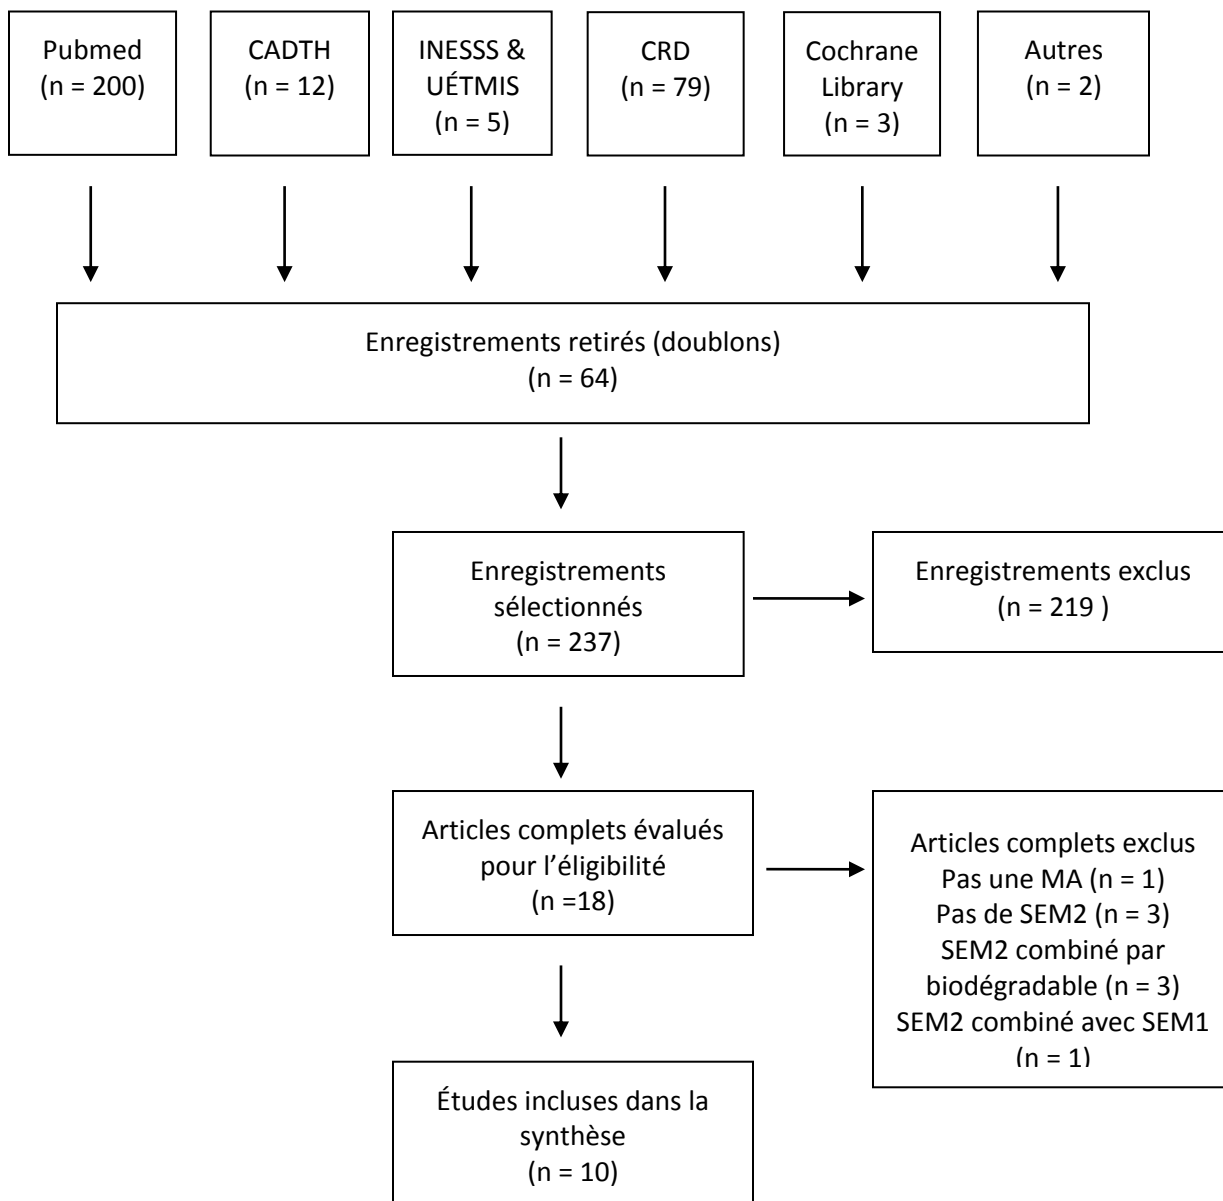 Pubmed
(n = 200)
CADTH
(n = 12)
INESSS &
UÉTMIS
(n = 5)
CRD
(n = 79)
Cochrane
Library
(n = 3)
Autres
(n = 2)
Enregistrements retirés (doublons)
(n = 64)
Enregistrements
sélectionnés
(n = 237)
Enregistrements exclus
(n = 219 )
Articles complets évalués
pour l'éligibilité
(n =18)
Articles complets exclus
Pas une MA (n = 1)
Pas de SEM2 (n = 3)
SEM2 combiné par
biodégradable (n = 3)
SEM2 combiné avec SEM1
(n = 1)
Études incluses dans la
synthèse
(n = 10)